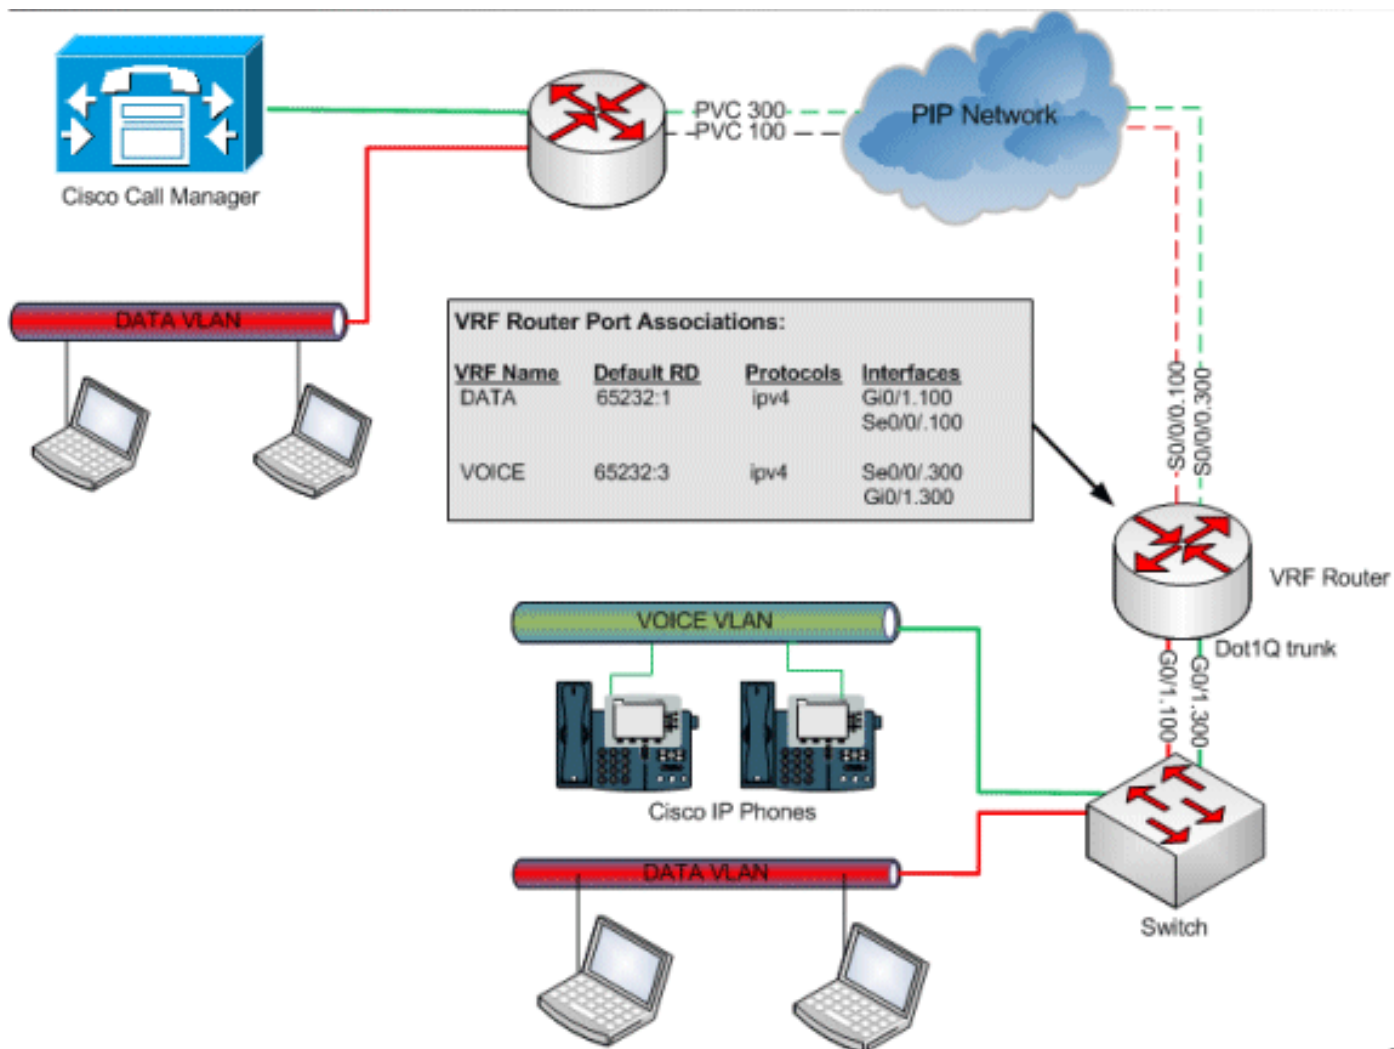 PVC 300
PVC 100
PIP Network
Cisco Call Manager
DATA VLAN
VRF Router Port Associations:
VRF Name Default RD Protocols Interfaces
DATA 65232:1 ipv4 Gi0/1.100
Se0/0/.100
VOICE 65232:3 ipv4 Se0/0/.300
Gi0/1.300
S0/0/0.100
S0/0/0.300
VRF Router
Dot1Q trunk
G0/1.100
G0/1.300
VOICE VLAN
Cisco IP Phones
DATA VLAN
Switch